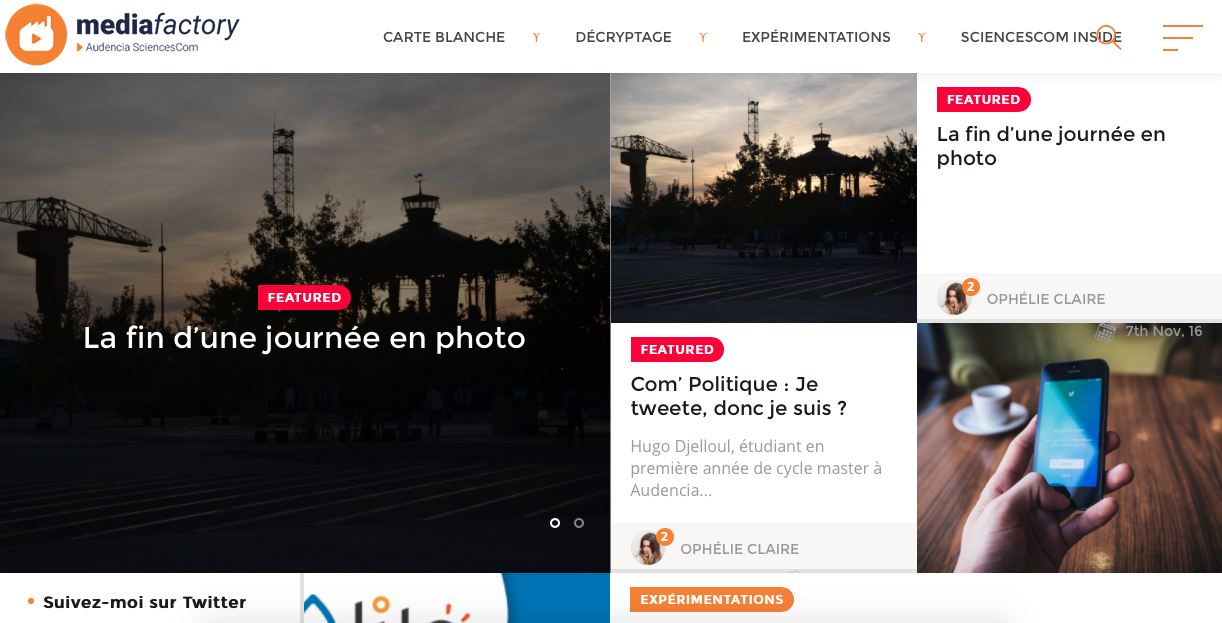 mediafactory
Audencia SciencesCom
CARTE BLANCHE
DÉCRYPTAGE
EXPÉRIMENTATIONS
SCIENCESCOM INSIDE
FEATURED
La fin d’une journée en photo
FEATURED
La fin d’une journée en
photo
2
OPHÉLIE CLAIRE
7th Nov, 16
FEATURED
Com’ Politique : Je
tweete, donc je suis ?
Hugo Djelloul, étudiant en
première année de cycle master à
Audencia...
2
OPHÉLIE CLAIRE
Suivez-moi sur Twitter
EXPÉRIMENTATIONS